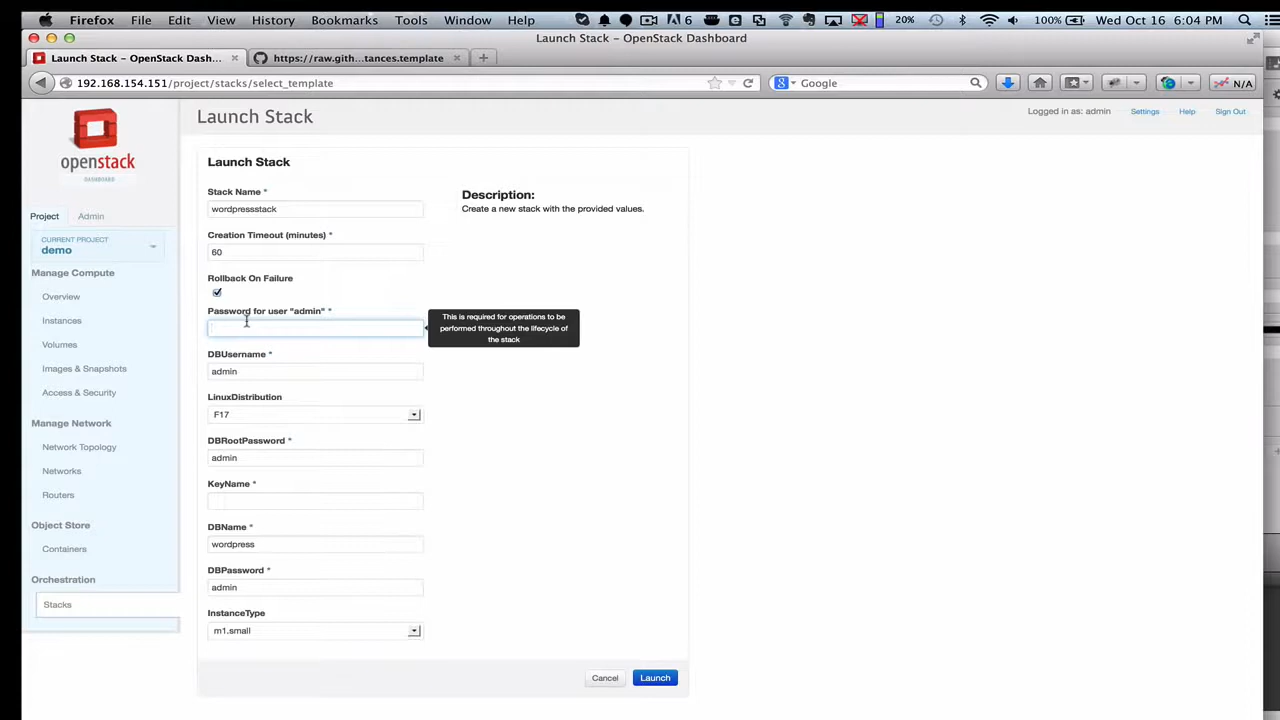 Firefox File Edit View History Bookmarks Tools Window Help 6 20% 100% Wed Oct 16 6:04 PM
Launch Stack – OpenStack Dashboard
Launch Stack – OpenStack Dash... https://raw.gith...tances.template
192.168.154.151/project/stacks/select_template Google N/A
Launch Stack
Logged in as: admin Settings Help Sign Out
openstack
DASHBOARD
Project Admin
CURRENT PROJECT
demo
Manage Compute
Overview
Instances
Volumes
Images & Snapshots
Access & Security
Manage Network
Network Topology
Networks
Routers
Object Store
Containers
Orchestration
Stacks
Launch Stack
Stack Name *
wordpressstack
Creation Timeout (minutes) *
60
Rollback On Failure
Password for user "admin" *
DBUsername *
admin
LinuxDistribution
F17
DBRootPassword *
admin
KeyName *
DBName *
wordpress
DBPassword *
admin
InstanceType
m1.small
Description:
Create a new stack with the provided values.
This is required for operations to be
performed throughout the lifecycle of
the stack
Cancel Launch